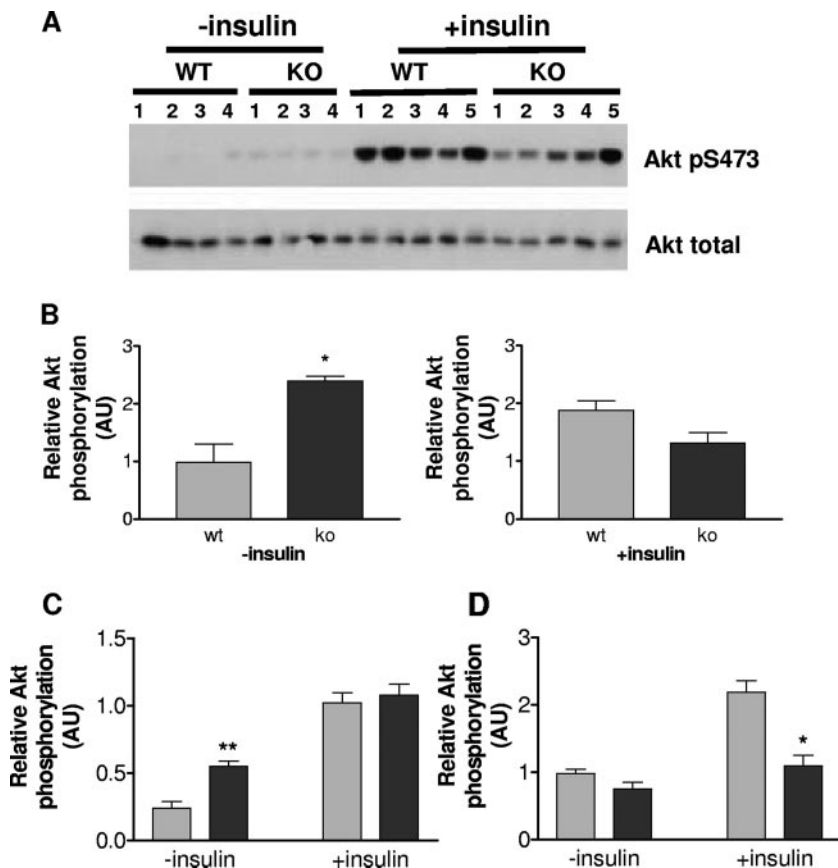 A
-insulin +insulin
WT KO WT KO
1 2 3 4 1 2 3 4 1 2 3 4 5 1 2 3 4 5
Akt pS473
Akt total
B
Relative Akt
phosphorylation
(AU)
3
2
1
0
*
wt ko
-insulin
Relative Akt
phosphorylation
(AU)
3
2
1
0
wt ko
+insulin
C
Relative Akt
phosphorylation
(AU)
1.5
1.0
0.5
0.0
**
-insulin +insulin
D
Relative Akt
phosphorylation
(AU)
3
2
1
0
*
-insulin +insulin